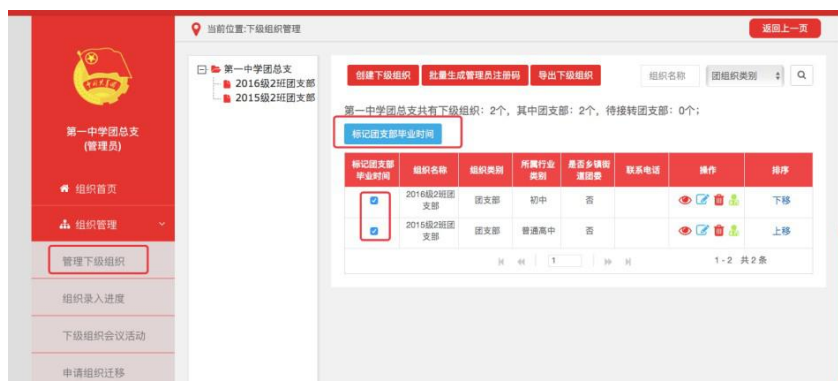 当前位置:下级组织管理
返回上一页
第一中学团总支
(管理员)
组织首页
组织管理
管理下级组织
组织录入进度
下级组织会议活动
申请组织迁移
第一中学团总支
2016级2班团支部
2015级2班团支部
创建下级组织 批量生成管理员注册码 导出下级组织 组织名称 团组织类别
第一中学团总支共有下级组织：2个，其中团支部：2个，待接转团支部：0个；
标记团支部毕业时间
标记团支部毕业时间 组织名称 组织类别 所属行业类别 是否乡镇街道团委 联系电话 操作 排序
2016级2班团支部 团支部 初中 否 下移
2015级2班团支部 团支部 普通高中 否 上移
1 1-2 共2条